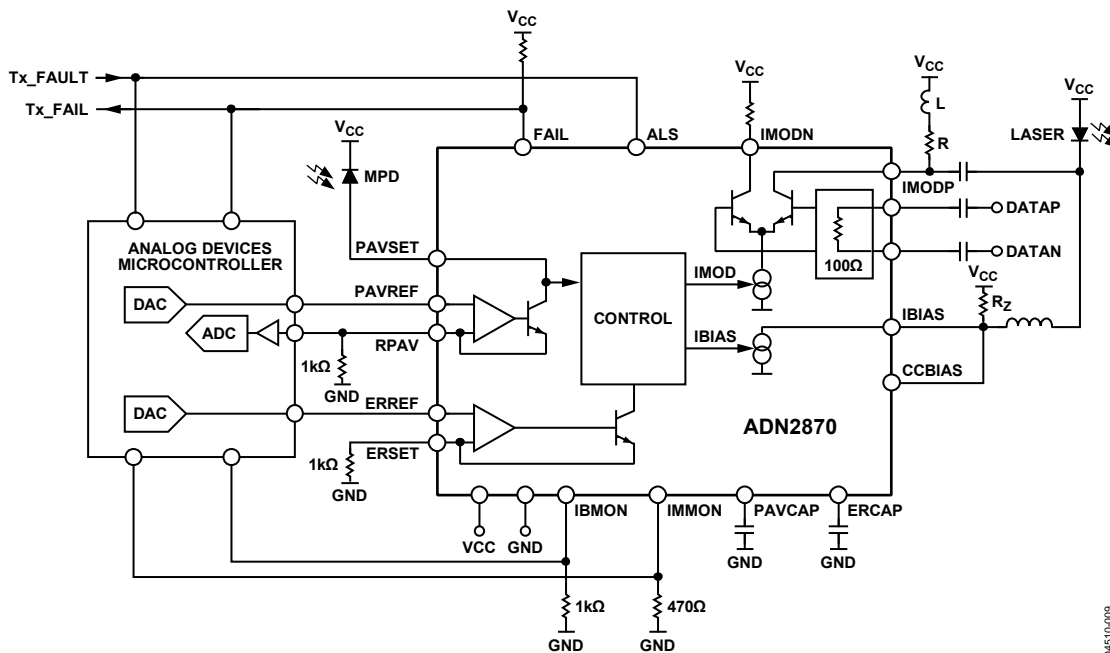 VCC
Tx_FAULT
Tx_FAIL
VCC
VCC
L
VCC
VCC
LASER
R
FAIL
ALS
IMODN
MPD
IMODP
DATAP
DATAN
100Ω
ANALOG DEVICES
MICROCONTROLLER
PAVSET
VCC
RZ
DAC
PAVREF
IMOD
CONTROL
ADC
RPAV
IBIAS
IBIAS
1kΩ
GND
CCBIAS
DAC
ERREF
ADN2870
ERSET
1kΩ
GND
IBMON
IMMON
PAVCAP
ERCAP
VCC
GND
GND
GND
1kΩ
470Ω
GND
GND
04510-009